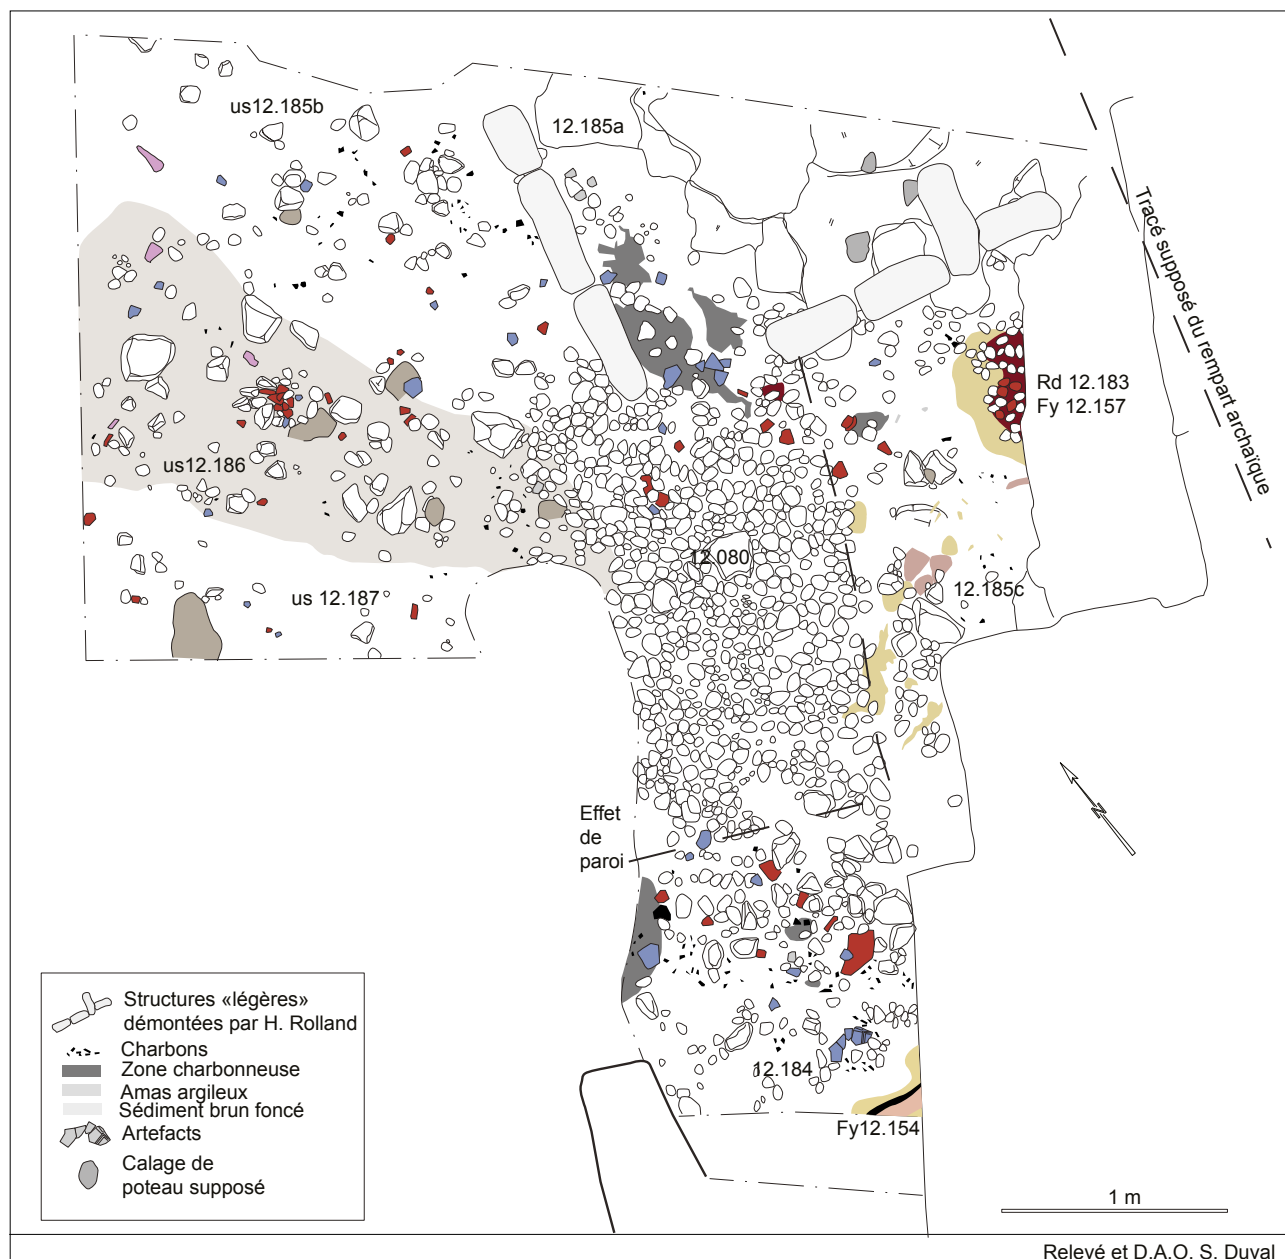 us12.185b
12.185a
Tracé supposé du rempart archaïque
Rd 12.183
Fy 12.157
us12.186
12.080
us 12.187
12.185c
N
Effet
de
paroi
12.184
Fy12.154
Structures «légères»
démontées par H. Rolland
Charbons
Zone charbonneuse
Amas argileux
Sédiment brun foncé
Artefacts
Calage de
poteau supposé
1 m
Relevé et D.A.O. S. Duval